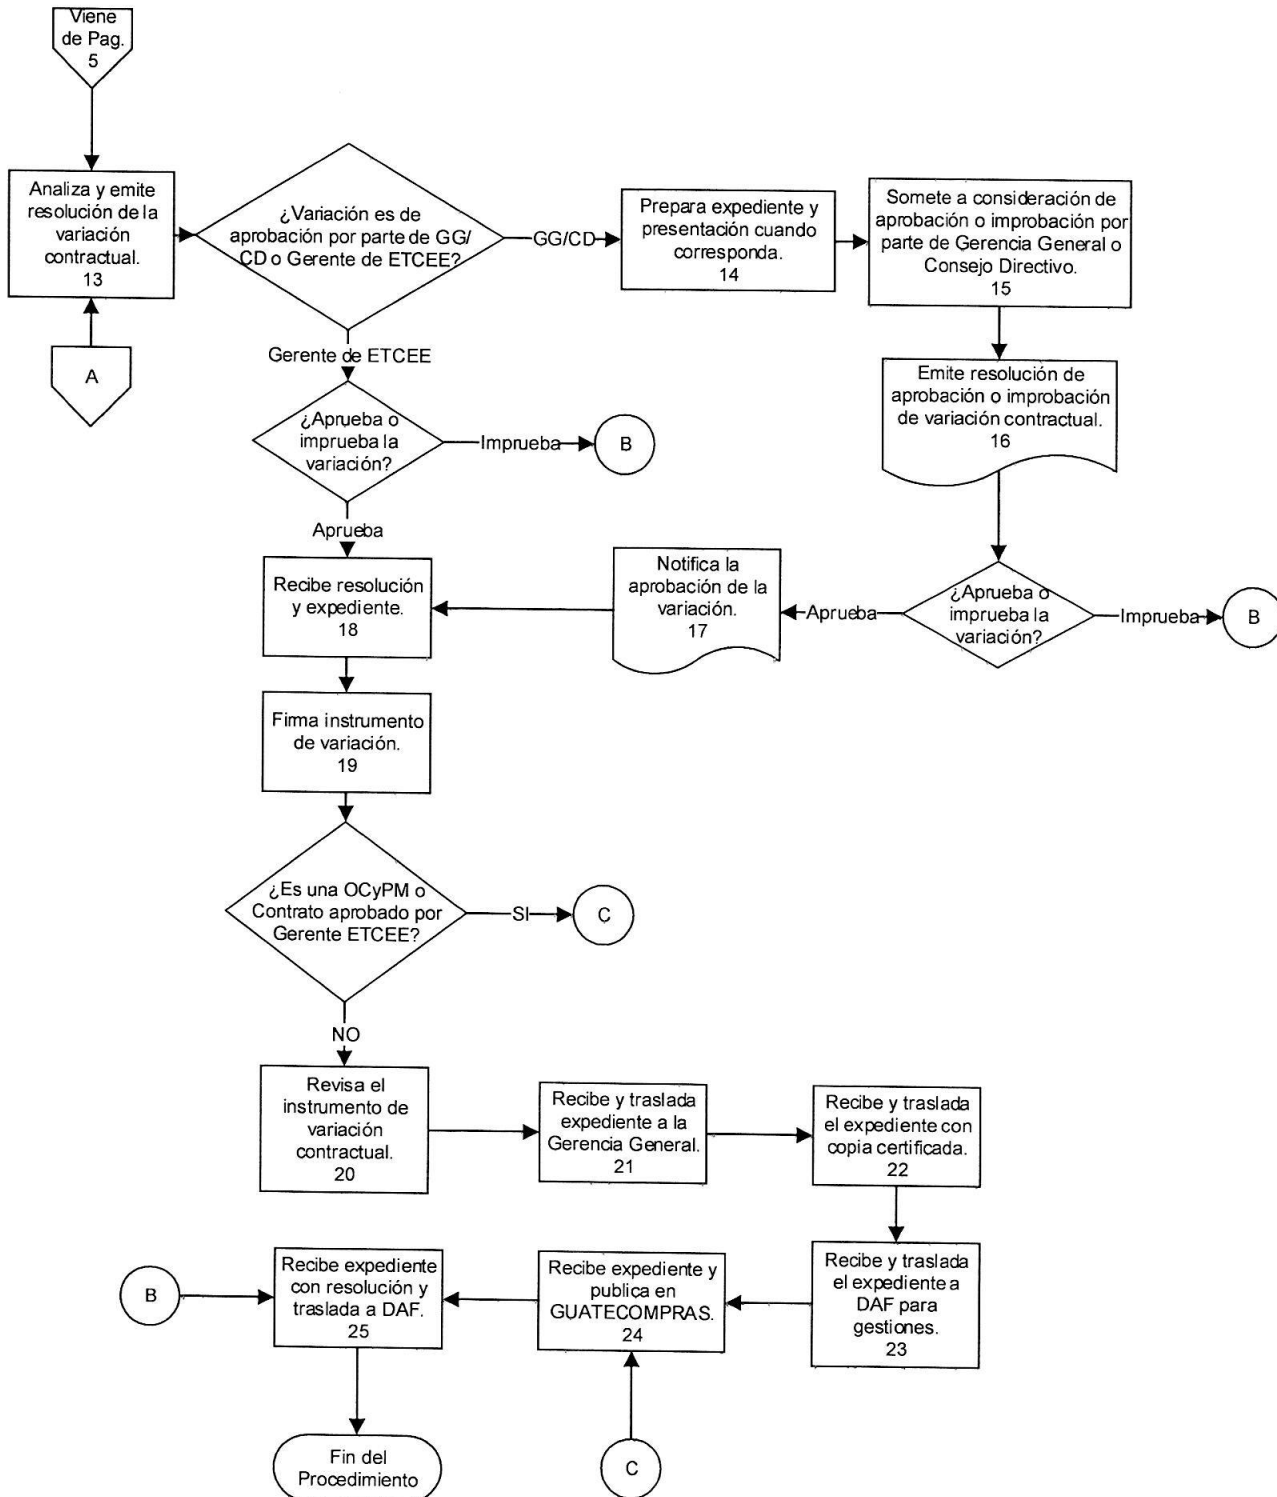 Viene
de Pag.
5
Analiza y emite
resolución de la
variación
contractual.
13
A
¿Variación es de
aprobación por parte de GG/
CD o Gerente de ETCEE?
GG/CD
Prepara expediente y
presentación cuando
corresponda.
14
Somete a consideración de
aprobación o improbación por
parte de Gerencia General o
Consejo Directivo.
15
Gerente de ETCEE
¿Aprueba o
imprueba la
variación?
Imprueba
B
Emite resolución de
aprobación o improbación
de variación contractual.
16
Aprueba
Recibe resolución
y expediente.
18
Notifica la
aprobación de la
variación.
17
Aprueba
¿Aprueba o
imprueba la
variación?
Imprueba
B
Firma instrumento
de variación.
19
¿Es una OCyPM o
Contrato aprobado por
Gerente ETCEE?
SI
C
NO
Revisa el
instrumento de
variación
contractual.
20
Recibe y traslada
expediente a la
Gerencia General.
21
Recibe y traslada
el expediente con
copia certificada.
22
B
Recibe expediente
con resolución y
traslada a DAF.
25
Recibe expediente y
publica en
GUATECOMPRAS.
24
Recibe y traslada
el expediente a
DAF para
gestiones.
23
Fin del
Procedimiento
C